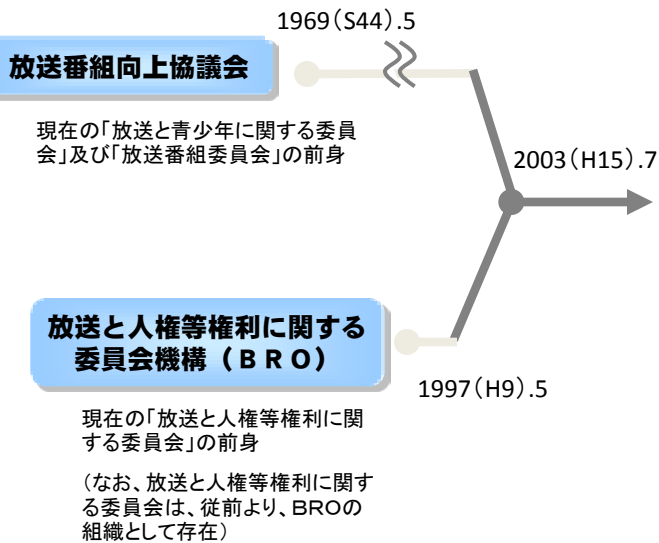 1969（S44）.5
放送番組向上協議会
現在の「放送と青少年に関する委員
会」及び「放送番組委員会」の前身
2003（H15）.7
放送と人権等権利に関する
委員会機構（ＢＲＯ）
1997（H9）.5
現在の「放送と人権等権利に関
する委員会」の前身
（なお、放送と人権等権利に関す
る委員会は、従前より、ＢＲＯの
組織として存在）